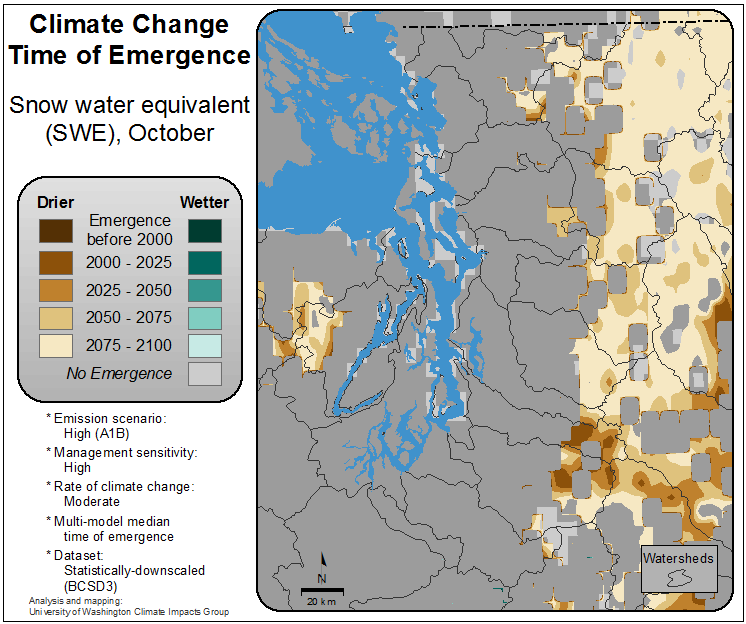 Climate Change
Time of Emergence
Snow water equivalent
(SWE), October
Drier
Wetter
Emergence
before 2000
2000 - 2025
2025 - 2050
2050 - 2075
2075 - 2100
No Emergence
* Emission scenario:
High (A1B)
* Management sensitivity:
High
* Rate of climate change:
Moderate
* Multi-model median
time of emergence
* Dataset:
Statistically-downscaled
(BCSD3)
Analysis and mapping:
University of Washington Climate Impacts Group
N
20 km
Watersheds